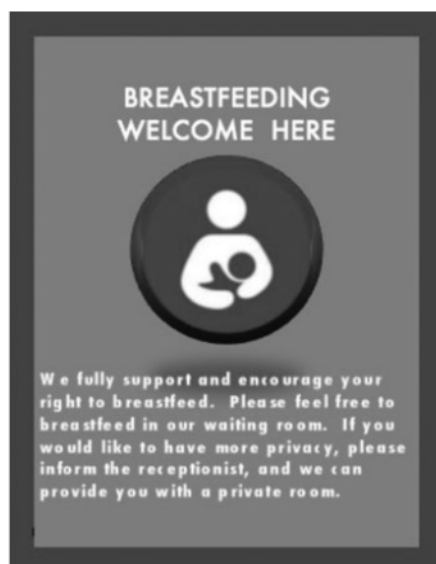 BREASTFEEDING
WELCOME HERE
We fully support and encourage your
right to breastfeed. Please feel free to
breastfeed in our waiting room. If you
would like to have more privacy, please
inform the receptionist, and we can
provide you with a private room.